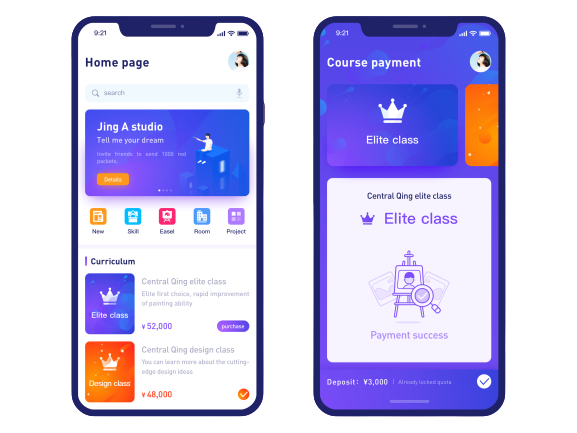 9:21
Home page
search
Jing A studio
Tell me your dream
Invite friends to send 1000 red
packets.
Details
New
Skill
Easel
Room
Project
Curriculum
Elite class
Central Qing elite class
Elite first choice, rapid improvement
of painting ability
¥ 52,000
purchase
Design class
Central Qing design class
You can learn more about the cutting-
edge design ideas
¥ 48,000
9:21
Course payment
Elite class
Central Qing elite class
Elite class
Payment success
Deposit: ¥3,000
Already locked quota